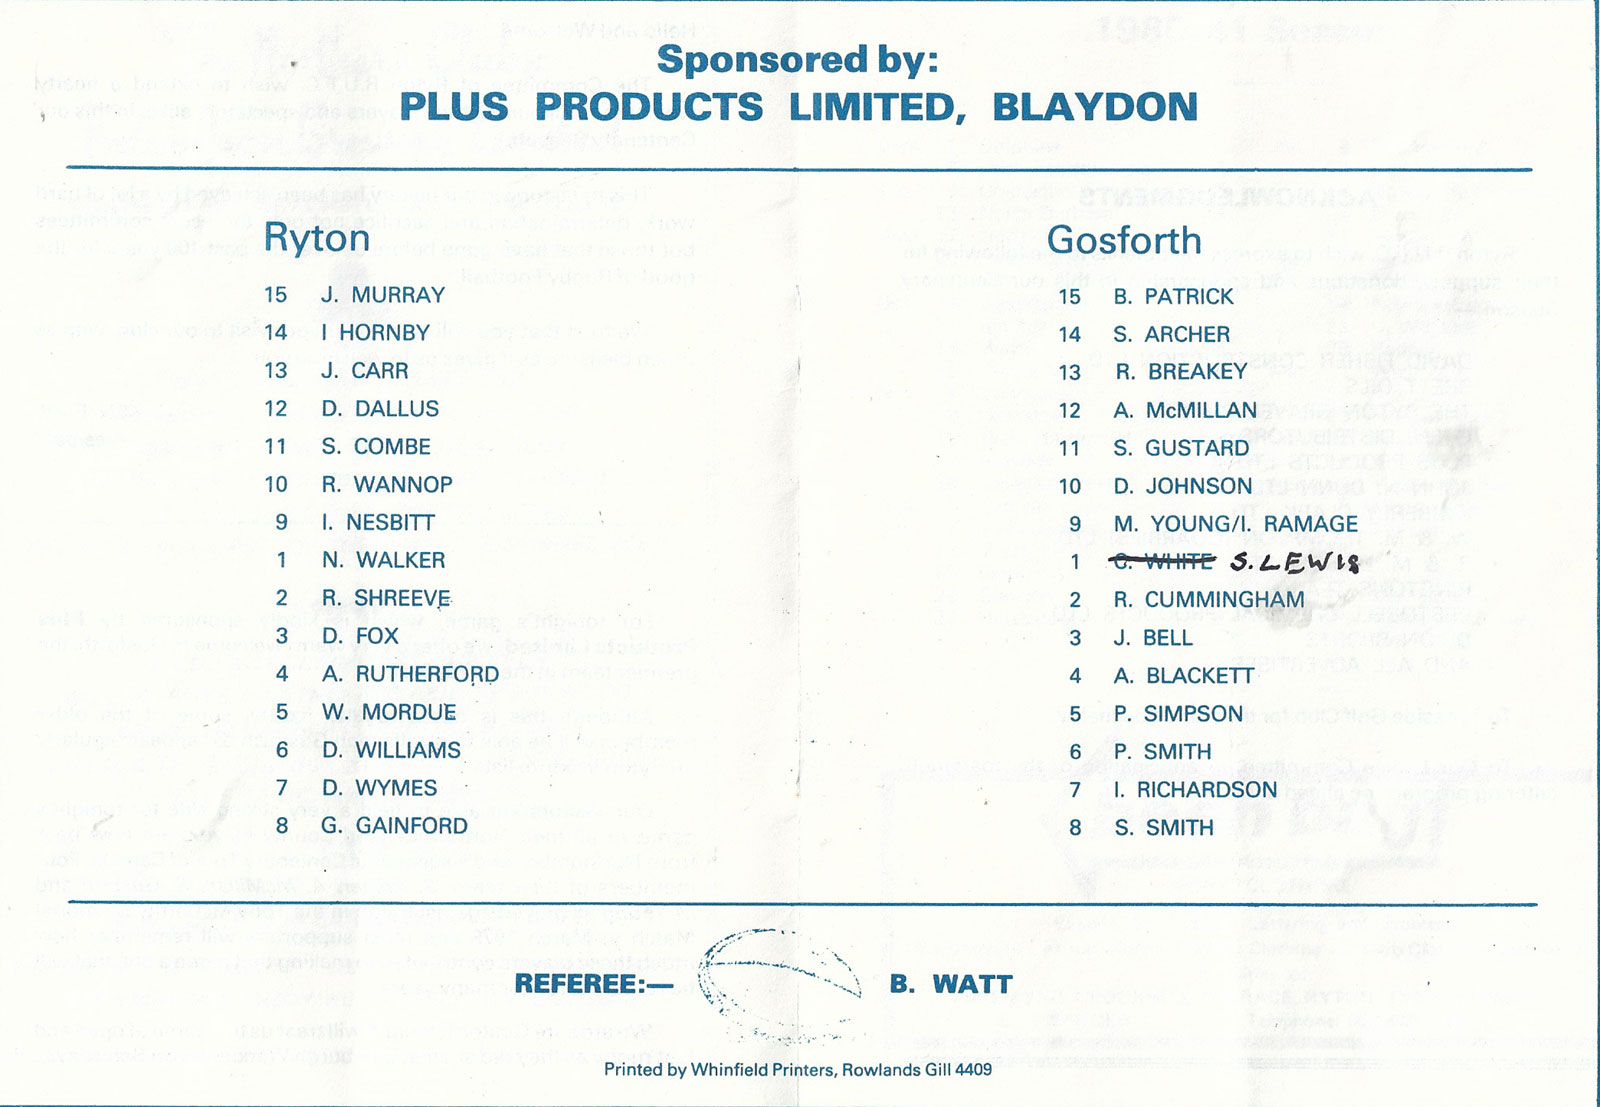 Sponsored by:
PLUS PRODUCTS LIMITED, BLAYDON
Ryton
15 J. MURRAY
14 I HORNBY
13 J. CARR
12 D. DALLUS
11 S. COMBE
10 R. WANNOP
9 I. NESBITT
1 N. WALKER
2 R. SHREEVE
3 D. FOX
4 A. RUTHERFORD
5 W. MORDUE
6 D. WILLIAMS
7 D. WYMES
8 G. GAINFORD
Gosforth
15 B. PATRICK
14 S. ARCHER
13 R. BREAKEY
12 A. McMILLAN
11 S. GUSTARD
10 D. JOHNSON
9 M. YOUNG/I. RAMAGE
1 C. WHITE S. LEWIS
2 R. CUMMINGHAM
3 J. BELL
4 A. BLACKETT
5 P. SIMPSON
6 P. SMITH
7 I. RICHARDSON
8 S. SMITH
REFEREE:— B. WATT
Printed by Whinfield Printers, Rowlands Gill 4409